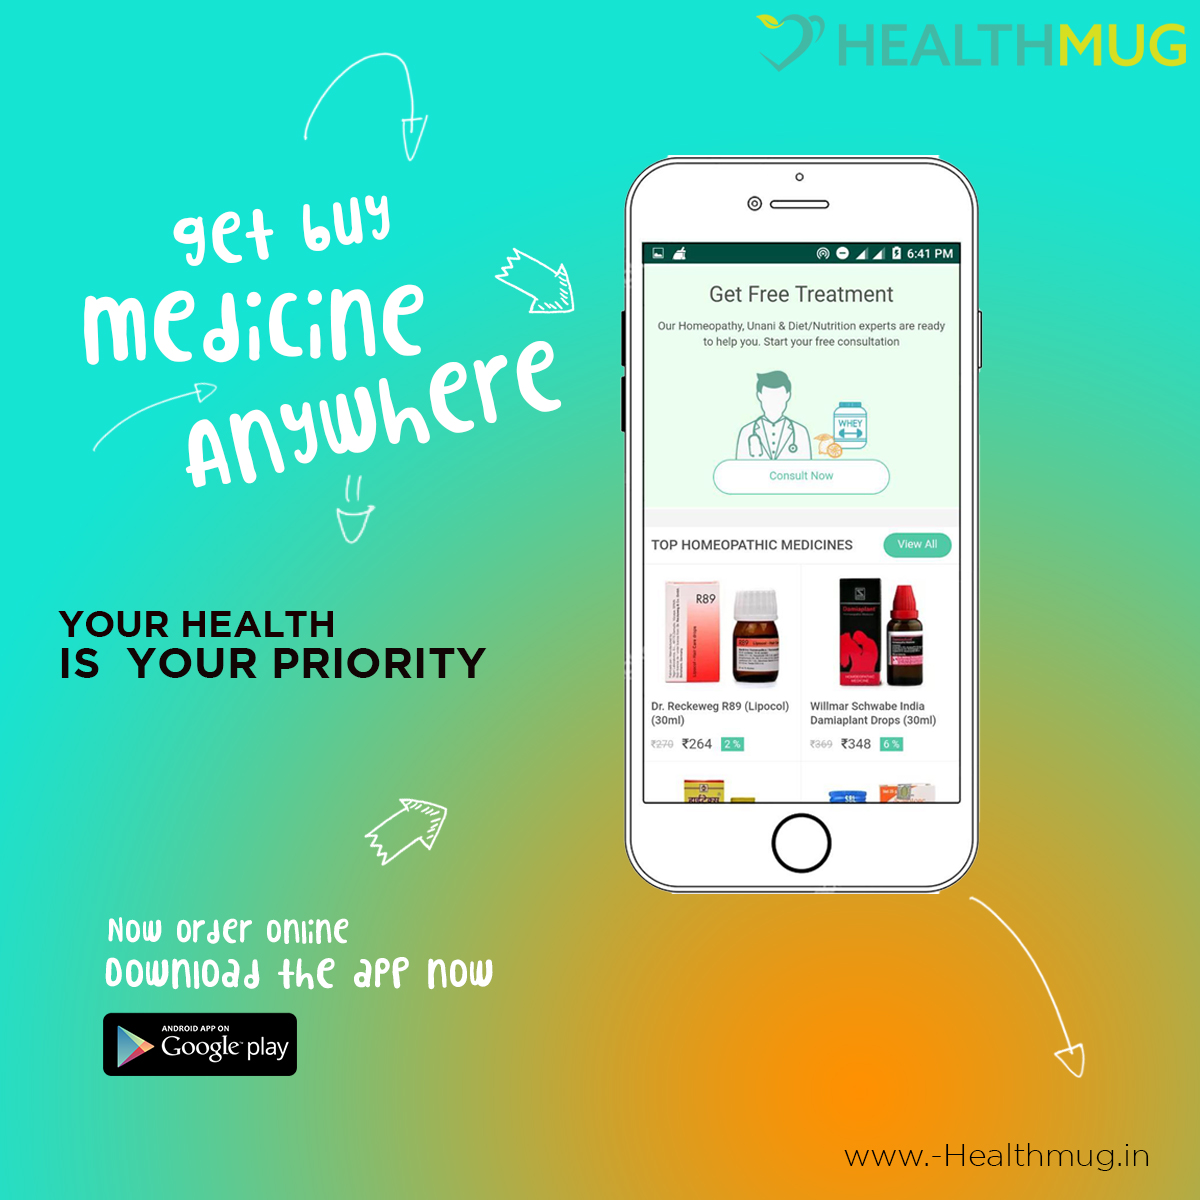 HEALTHMUG
get buy
medicine
Anywhere
6:41 PM
Get Free Treatment
Our Homeopathy, Unani & Diet/Nutrition experts are ready
to help you. Start your free consultation
WHEY
Consult Now
TOP HOMEOPATHIC MEDICINES
View All
R89
R89
Damiaplant
Dr. Reckeweg R89 (Lipocol)
(30ml)
₹270 ₹264 2 %
Willmar Schwabe India
Damiaplant Drops (30ml)
₹369 ₹348 6 %
YOUR HEALTH
IS YOUR PRIORITY
Now order online
Download the app now
ANDROID APP ON
Google play
www.-Healthmug.in